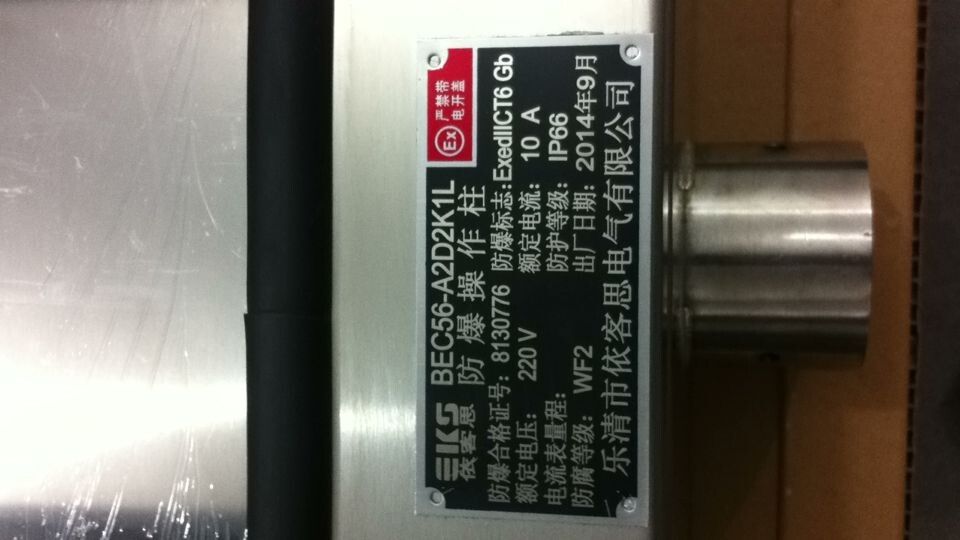 EKS 依客思
BEC56-A2D2K1L
防爆操作柱
Ex 严禁带电开盖
防爆合格证号: 8130776 防爆标志: ExedIICT6 Gb
额定电压: 220 V 额定电流: 10 A
电流表量程: 防护等级: IP66
防腐等级: WF2 出厂日期: 2014年9月
乐清市依客思电气有限公司